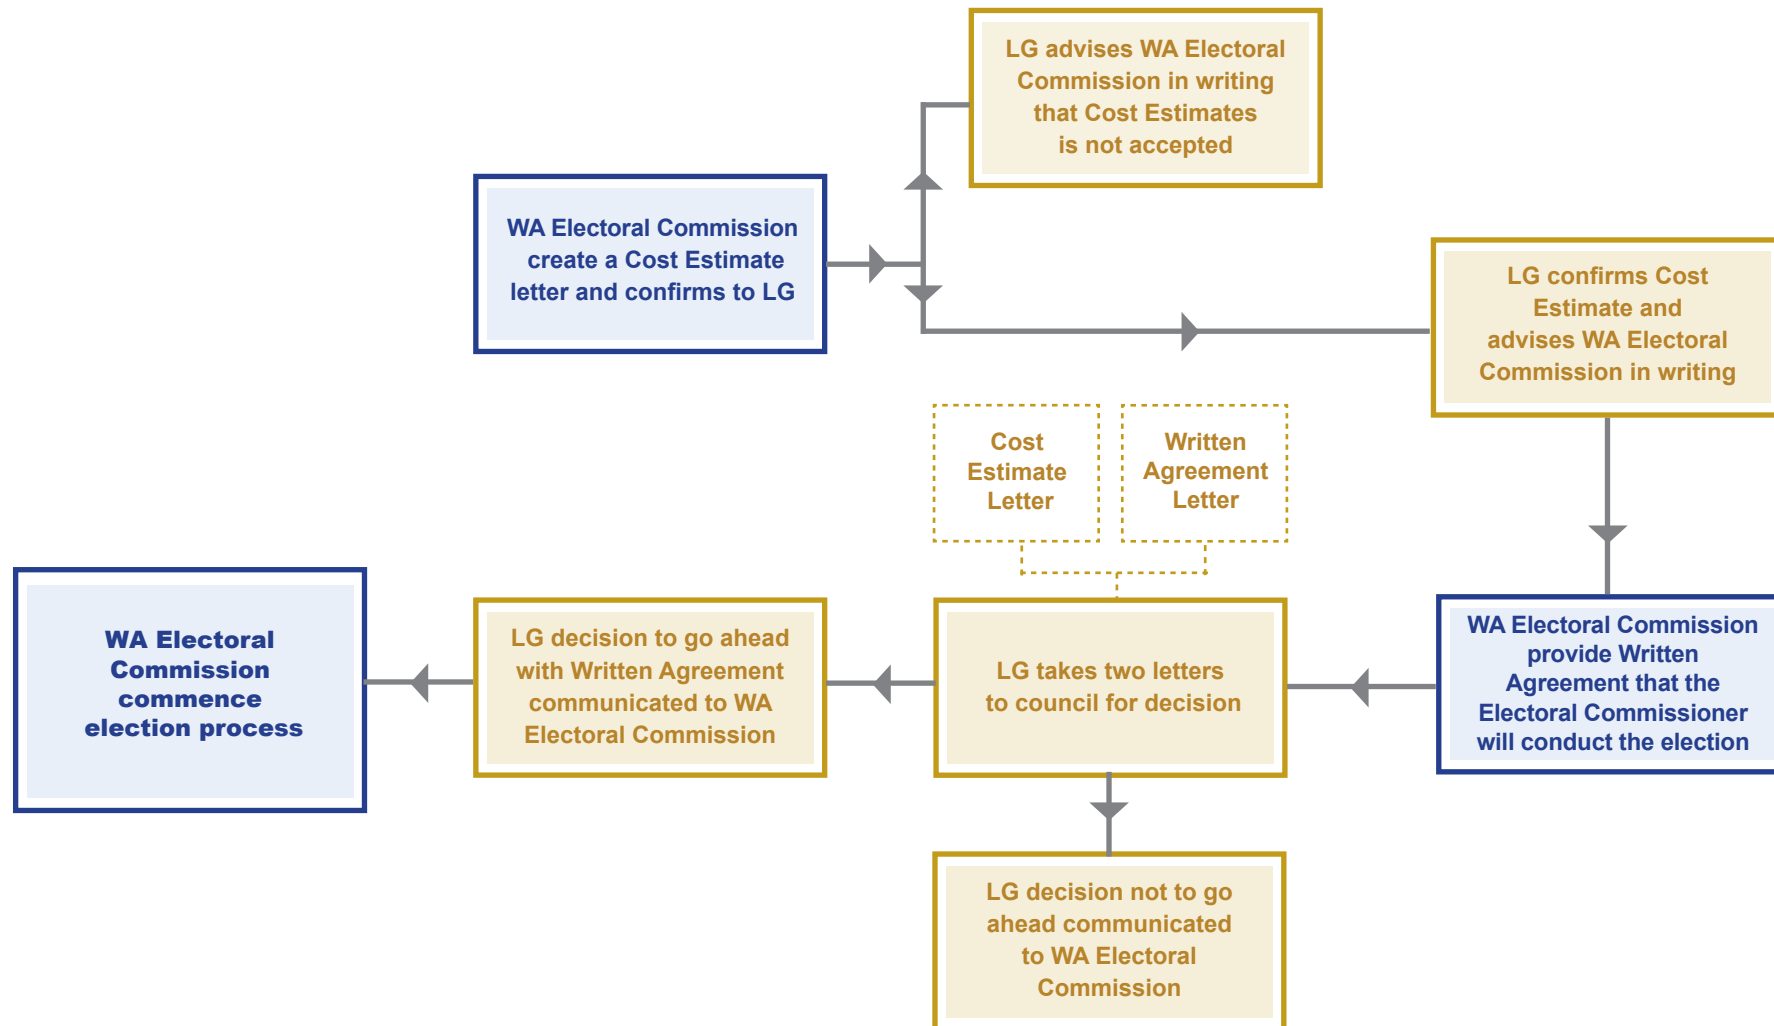 LG advises WA Electoral
Commission in writing
that Cost Estimates
is not accepted
WA Electoral Commission
create a Cost Estimate
letter and confirms to LG
LG confirms Cost
Estimate and
advises WA Electoral
Commission in writing
Cost
Estimate
Letter
Written
Agreement
Letter
WA Electoral
Commission
commence
election process
LG decision to go ahead
with Written Agreement
communicated to WA
Electoral Commission
LG takes two letters
to council for decision
WA Electoral Commission
provide Written
Agreement that the
Electoral Commissioner
will conduct the election
LG decision not to go
ahead communicated
to WA Electoral
Commission